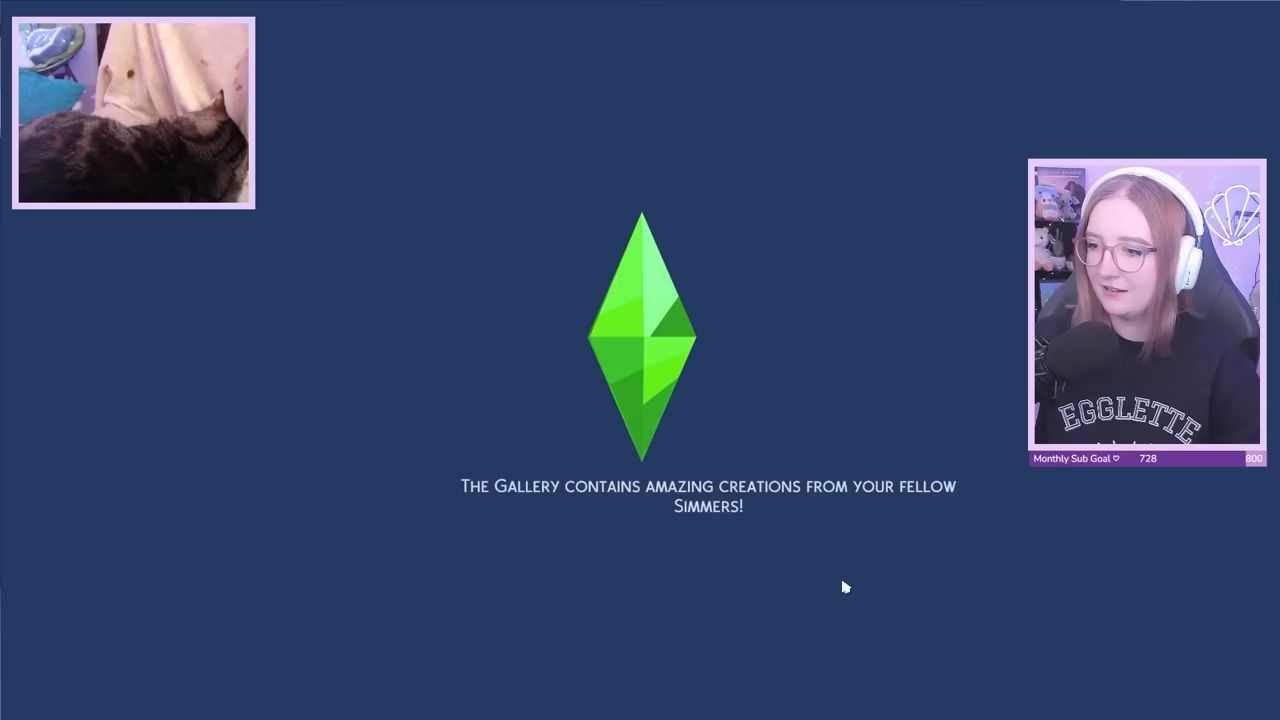 EGGLETTE
Monthly Sub Goal ♡ 728 800
The Gallery contains amazing creations from your fellow
Simmers!